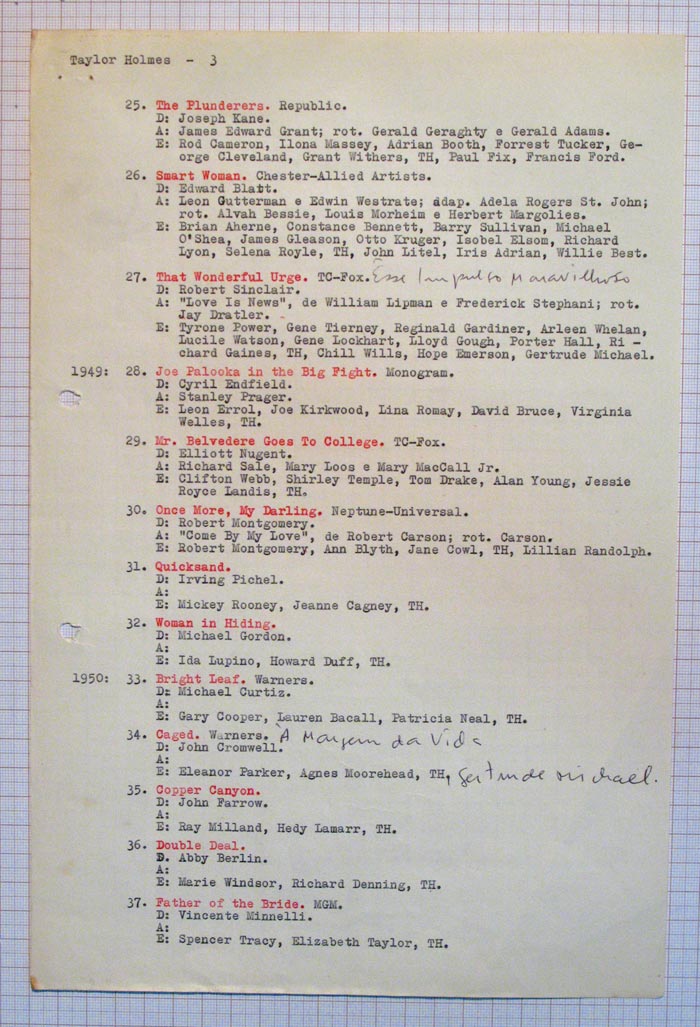 Taylor Holmes - 3
25. The Plunderers. Republic.
D: Joseph Kane.
A: James Edward Grant; rot. Gerald Geraghty e Gerald Adams.
E: Rod Cameron, Ilona Massey, Adrian Booth, Forrest Tucker, Ge-
orge Cleveland, Grant Withers, TH, Paul Fix, Francis Ford.
26. Smart Woman. Chester-Allied Artists.
D: Edward Blatt.
A: Leon Gutterman e Edwin Westrate; adap. Adela Rogers St. John;
rot. Alvah Bessie, Louis Morheim e Herbert Margolies.
E: Brian Aherne, Constance Bennett, Barry Sullivan, Michael
O'Shea, James Gleason, Otto Kruger, Isobel Elsom, Richard
Lyon, Selena Royle, TH, John Litel, Iris Adrian, Willie Best.
27. That Wonderful Urge. TC-Fox. Esse Impulso Maravilhoso
D: Robert Sinclair.
A: "Love Is News", de William Lipman e Frederick Stephani; rot.
Jay Dratler.
E: Tyrone Power, Gene Tierney, Reginald Gardiner, Arleen Whelan,
Lucile Watson, Gene Lockhart, Lloyd Gough, Porter Hall, Ri -
chard Gaines, TH, Chill Wills, Hope Emerson, Gertrude Michael.
1949: 28. Joe Palooka in the Big Fight. Monogram.
D: Cyril Endfield.
A: Stanley Prager.
E: Leon Errol, Joe Kirkwood, Lina Romay, David Bruce, Virginia
Welles, TH.
29. Mr. Belvedere Goes To College. TC-Fox.
D: Elliott Nugent.
A: Richard Sale, Mary Loos e Mary MacCall Jr.
E: Clifton Webb, Shirley Temple, Tom Drake, Alan Young, Jessie
Royce Landis, TH.
30. Once More, My Darling. Neptune-Universal.
D: Robert Montgomery.
A: "Come By My Love", de Robert Carson; rot. Carson.
E: Robert Montgomery, Ann Blyth, Jane Cowl, TH, Lillian Randolph.
31. Quicksand.
D: Irving Pichel.
A:
E: Mickey Rooney, Jeanne Cagney, TH.
32. Woman in Hiding.
D: Michael Gordon.
A:
E: Ida Lupino, Howard Duff, TH.
1950: 33. Bright Leaf. Warners.
D: Michael Curtiz.
A:
E: Gary Cooper, Lauren Bacall, Patricia Neal, TH.
34. Caged. Warners. À Margem da Vida
D: John Cromwell.
A:
E: Eleanor Parker, Agnes Moorehead, TH, Gertrude Michael.
35. Copper Canyon.
D: John Farrow.
A:
E: Ray Milland, Hedy Lamarr, TH.
36. Double Deal.
D. Abby Berlin.
A:
E: Marie Windsor, Richard Denning, TH.
37. Father of the Bride. MGM.
D: Vincente Minnelli.
A:
E: Spencer Tracy, Elizabeth Taylor, TH.